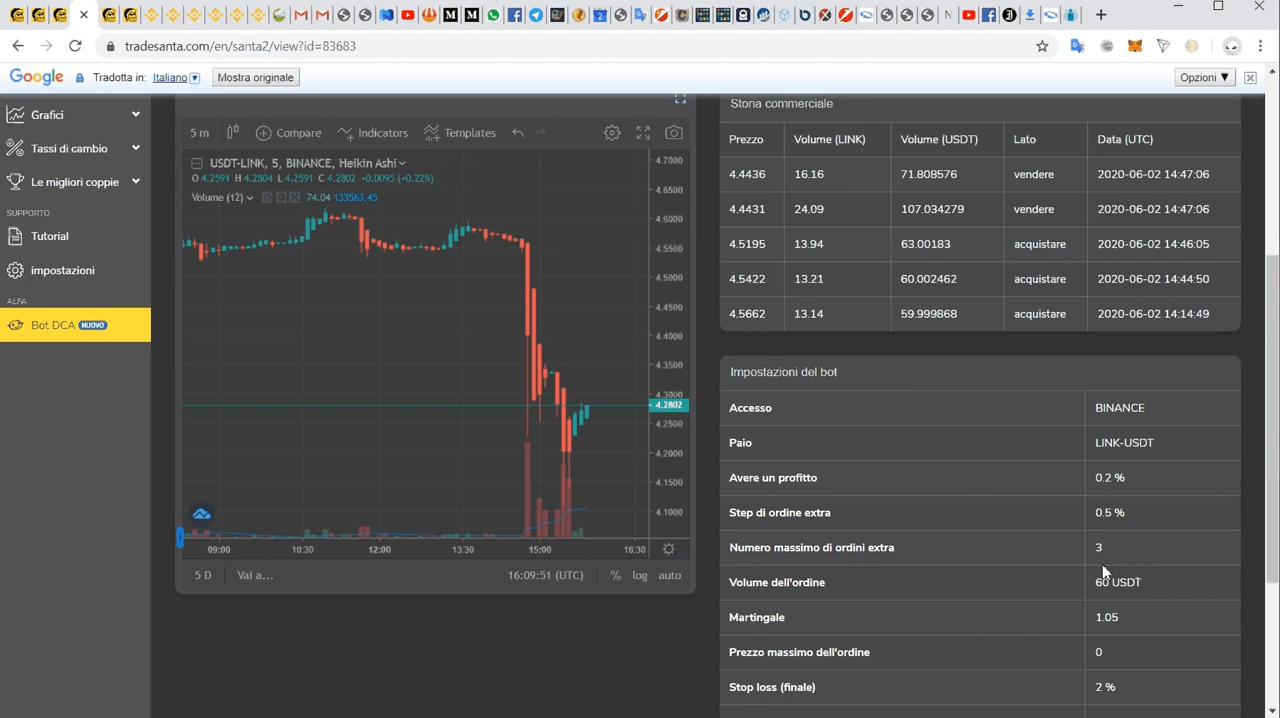 tradesanta.com/en/santa2/view?id=83683
Google Tradotta in: Italiano Mostra originale Opzioni ▼
Grafici
Tassi di cambio
Le migliori coppie
SUPPORTO
Tutorial
impostazioni
ALFA
Bot DCA NUOVO
5 m Compare Indicators Templates
USDT-LINK, 5, BINANCE, Heikin Ashi
O 4.2591 H 4.2804 L 4.2591 C 4.2802 +0.0095 (+0.22%)
Volume (12) 74.04 133563.45
4.7000
4.6500
4.6000
4.5500
4.5000
4.4500
4.4000
4.3500
4.3000
4.2802
4.2000
4.1500
4.1000
09:00 10:30 12:00 13:30 15:00 16:30
5 D Vai a... 16:09:51 (UTC) % log auto
Storia commerciale
Prezzo Volume (LINK) Volume (USDT) Lato Data (UTC)
4.4436 16.16 71.808576 vendere 2020-06-02 14:47:06
4.4431 24.09 107.034279 vendere 2020-06-02 14:47:06
4.5195 13.94 63.00183 acquistare 2020-06-02 14:46:05
4.5422 13.21 60.002462 acquistare 2020-06-02 14:44:50
4.5662 13.14 59.999868 acquistare 2020-06-02 14:14:49
Impostazioni del bot
Accesso BINANCE
Paio LINK-USDT
Avere un profitto 0.2 %
Step di ordine extra 0.5 %
Numero massimo di ordini extra 3
Volume dell'ordine 60 USDT
Martingale 1.05
Prezzo massimo dell'ordine 0
Stop loss (finale) 2 %